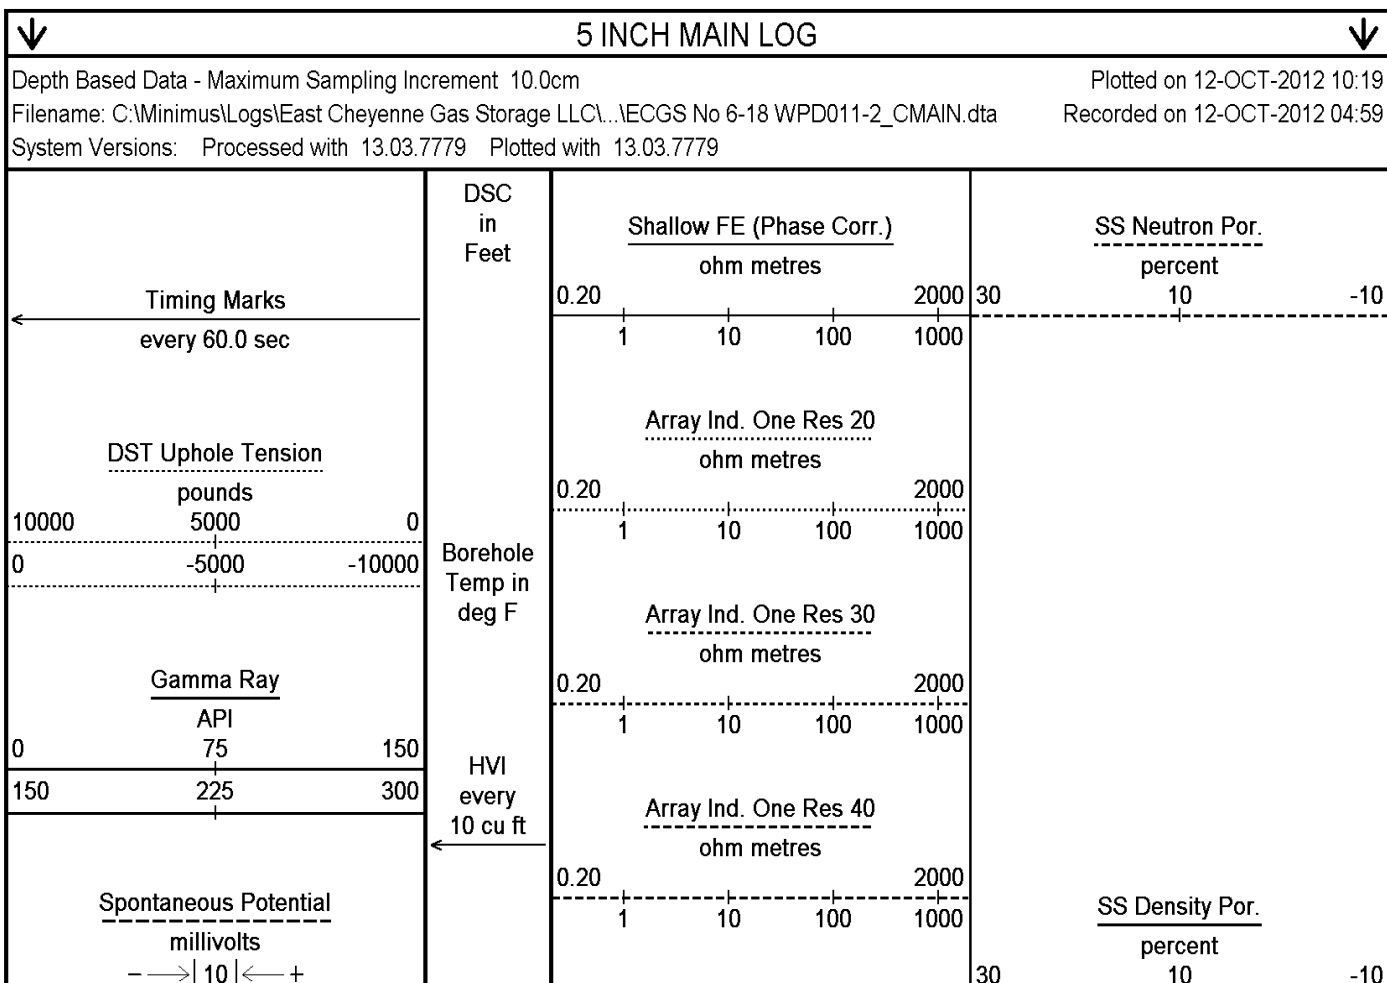 5 INCH MAIN LOG
Depth Based Data - Maximum Sampling Increment 10.0cm
Plotted on 12-OCT-2012 10:19
Filename: C:\Minimus\Logs\East Cheyenne Gas Storage LLC\...\ECGS No 6-18 WPD011-2_CMAIN.dta
Recorded on 12-OCT-2012 04:59
System Versions: Processed with 13.03.7779 Plotted with 13.03.7779
Timing Marks
every 60.0 sec
DST Uphole Tension
pounds
10000 5000 0
0 -5000 -10000
Gamma Ray
API
0 75 150
150 225 300
Spontaneous Potential
millivolts
− 10 +
DSC
in
Feet
Borehole
Temp in
deg F
HVI
every
10 cu ft
Shallow FE (Phase Corr.)
ohm metres
0.20 2000
1 10 100 1000
Array Ind. One Res 20
ohm metres
0.20 2000
1 10 100 1000
Array Ind. One Res 30
ohm metres
0.20 2000
1 10 100 1000
Array Ind. One Res 40
ohm metres
0.20 2000
1 10 100 1000
SS Neutron Por.
percent
30 10 -10
SS Density Por.
percent
30 10 -10